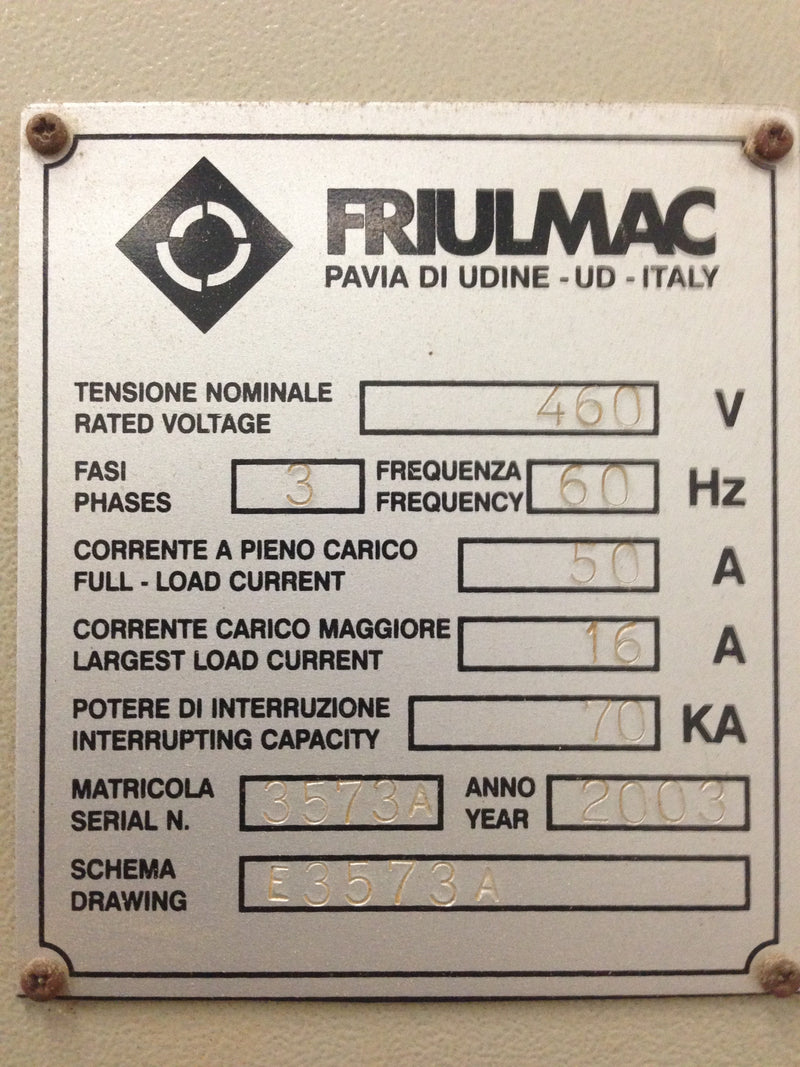 FRIULMAC
PAVIA DI UDINE - UD - ITALY
TENSIONE NOMINALE
RATED VOLTAGE
460 V
FASI
PHASES
3
FREQUENZA
FREQUENCY
60 Hz
CORRENTE A PIENO CARICO
FULL - LOAD CURRENT
50 A
CORRENTE CARICO MAGGIORE
LARGEST LOAD CURRENT
16 A
POTERE DI INTERRUZIONE
INTERRUPTING CAPACITY
70 KA
MATRICOLA
SERIAL N.
3573A
ANNO
YEAR
2003
SCHEMA
DRAWING
E3573A